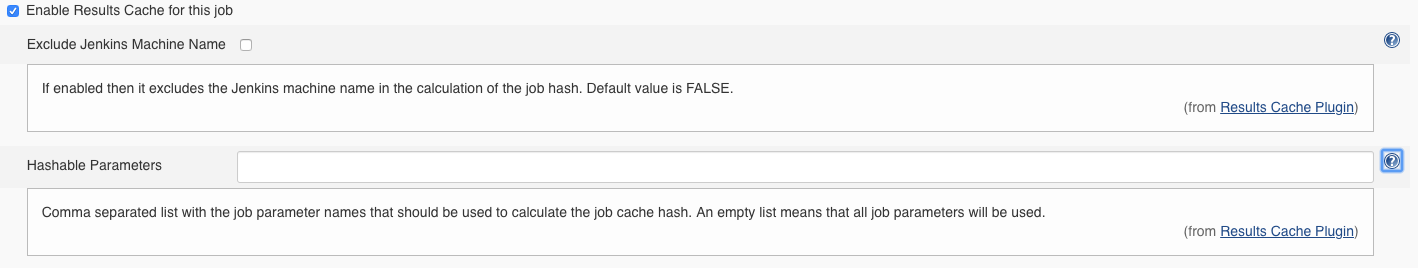 Enable Results Cache for this job
Exclude Jenkins Machine Name
If enabled then it excludes the Jenkins machine name in the calculation of the job hash. Default value is FALSE.
(from Results Cache Plugin)
Hashable Parameters
Comma separated list with the job parameter names that should be used to calculate the job cache hash. An empty list means that all job parameters will be used.
(from Results Cache Plugin)